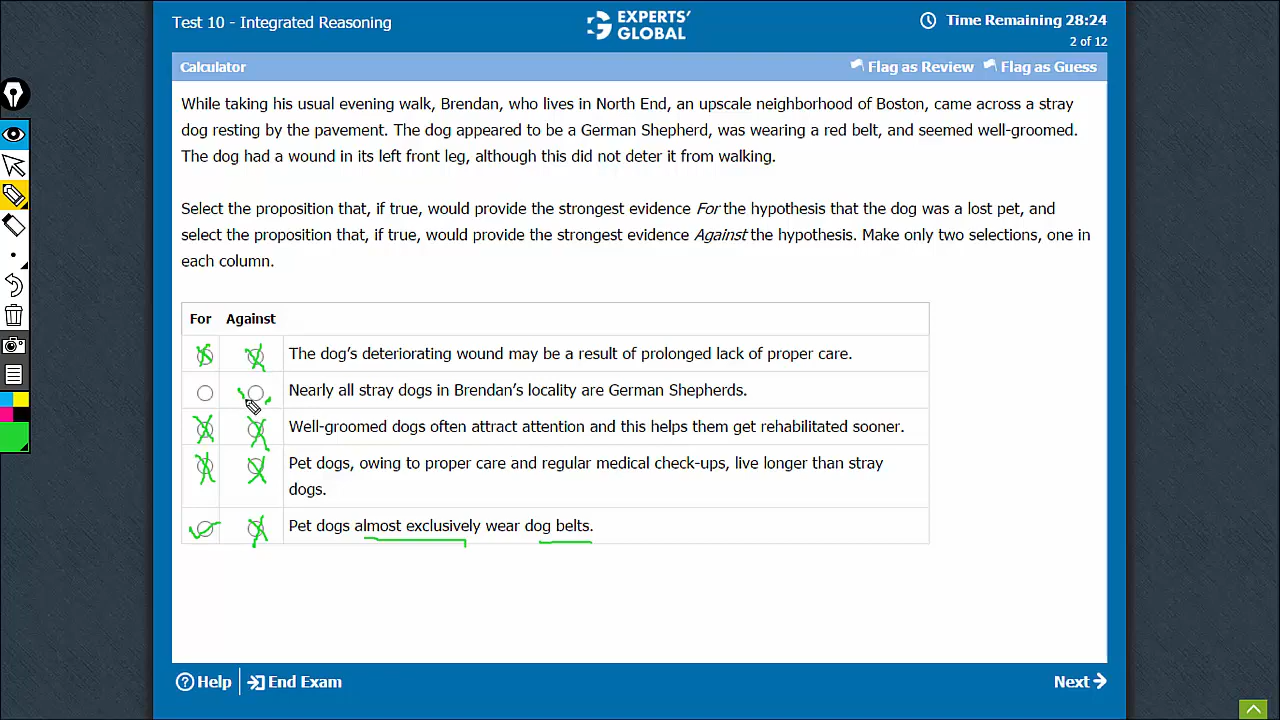 Test 10 - Integrated Reasoning
EXPERTS'
GLOBAL
Time Remaining 28:24
2 of 12
Calculator
Flag as Review
Flag as Guess
While taking his usual evening walk, Brendan, who lives in North End, an upscale neighborhood of Boston, came across a stray
dog resting by the pavement. The dog appeared to be a German Shepherd, was wearing a red belt, and seemed well-groomed.
The dog had a wound in its left front leg, although this did not deter it from walking.
Select the proposition that, if true, would provide the strongest evidence For the hypothesis that the dog was a lost pet, and
select the proposition that, if true, would provide the strongest evidence Against the hypothesis. Make only two selections, one in
each column.
For Against
The dog's deteriorating wound may be a result of prolonged lack of proper care.
Nearly all stray dogs in Brendan's locality are German Shepherds.
Well-groomed dogs often attract attention and this helps them get rehabilitated sooner.
Pet dogs, owing to proper care and regular medical check-ups, live longer than stray
dogs.
Pet dogs almost exclusively wear dog belts.
Help
End Exam
Next